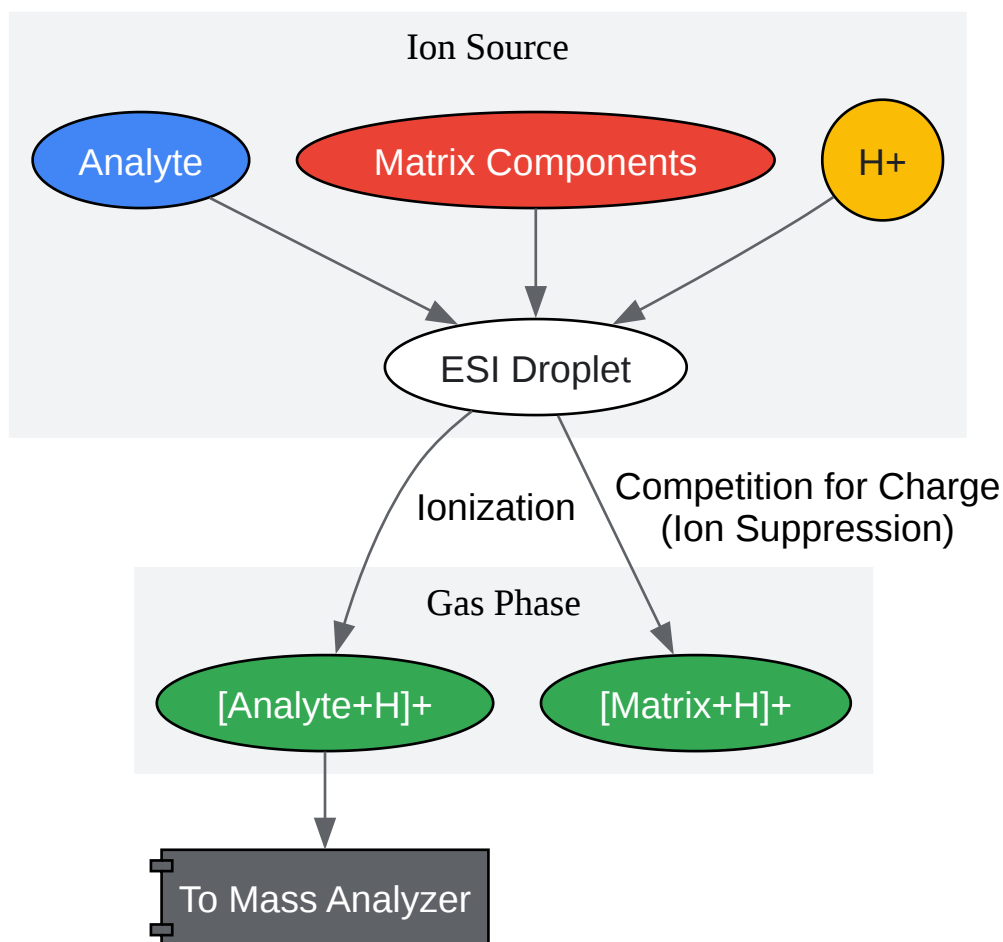 Ion Source
Analyte
Matrix Components
H+
ESI Droplet
Ionization
Competition for Charge
(Ion Suppression)
Gas Phase
[Analyte+H]+
[Matrix+H]+
To Mass Analyzer